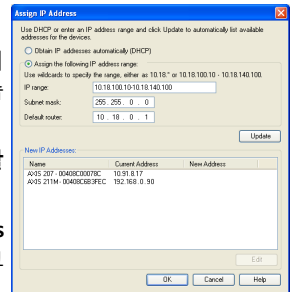 Assign IP Address
Use DHCP or enter an IP address range and click Update to automatically list available
addresses for the devices.
Obtain IP addresses automatically (DHCP)
Assign the following IP address range:
Use wildcards to specify the range, either as 10.18.* or 10.18.100.10 - 10.18.140.100.
IP range: 10.18.100.10-10.18.140.100
Subnet mask: 255 . 255 . 0 . 0
Default router: 10 . 18 . 0 . 1
Update
New IP Addresses:
Name Current Address New Address
AXIS 207 - 00408C00078C 10.91.8.17
AXIS 211M - 00408C6B3FEC 192.168.0.90
Edit
OK Cancel Help